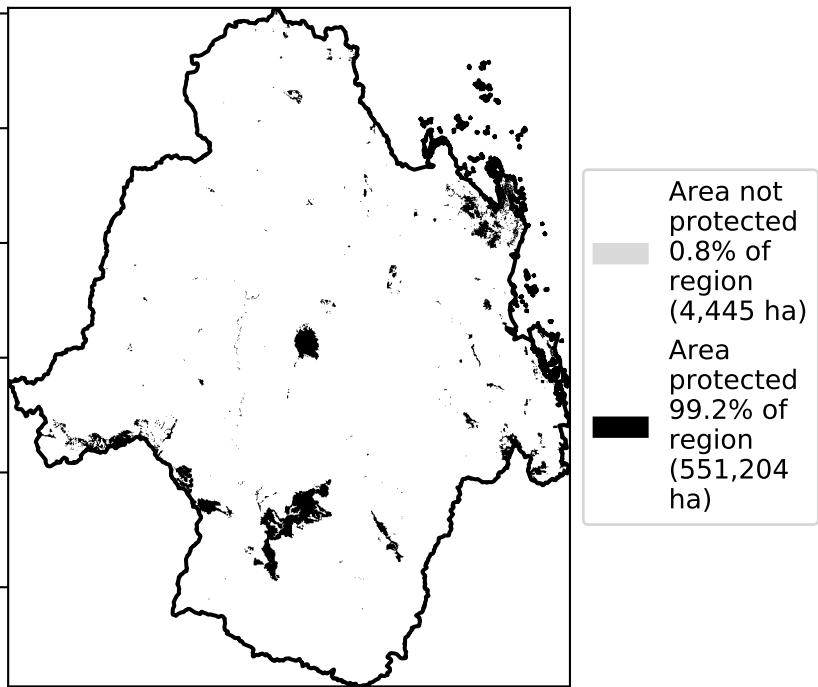 Area not
protected
0.8% of
region
(4,445 ha)
Area
protected
99.2% of
region
(551,204
ha)